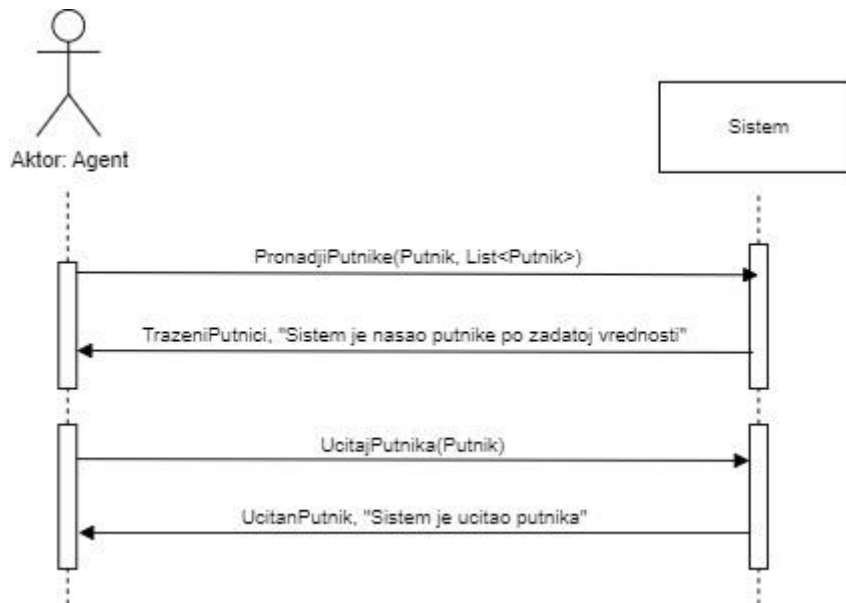 Aktor: Agent
Sistem
PronadjiPutnike(Putnik, List<Putnik>)
TrazeniPutnici, "Sistem je nasao putnike po zadatoj vrednosti"
UcitajPutnika(Putnik)
UcitanPutnik, "Sistem je ucitao putnika"